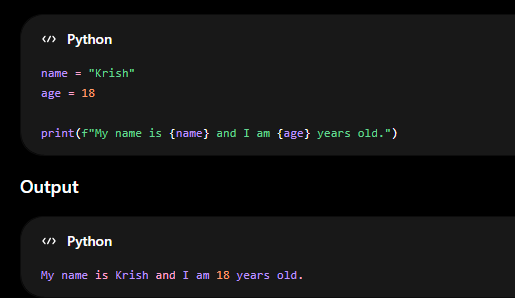 </> Python
name = "Krish"
age = 18
print(f"My name is {name} and I am {age} years old.")
Output
</> Python
My name is Krish and I am 18 years old.